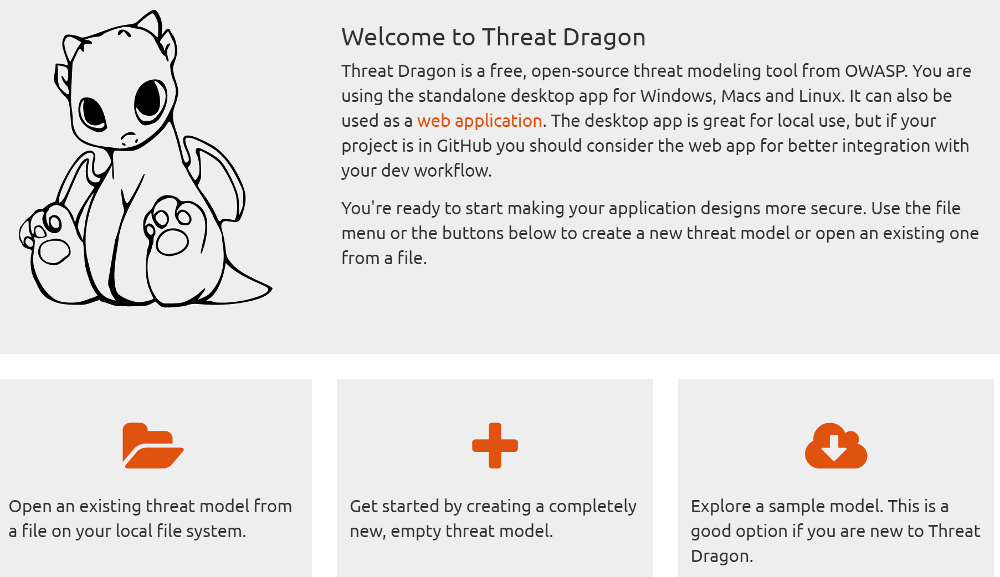 Welcome to Threat Dragon
Threat Dragon is a free, open-source threat modeling tool from OWASP. You are
using the standalone desktop app for Windows, Macs and Linux. It can also be
used as a web application. The desktop app is great for local use, but if your
project is in GitHub you should consider the web app for better integration with
your dev workflow.
You're ready to start making your application designs more secure. Use the file
menu or the buttons below to create a new threat model or open an existing one
from a file.
Open an existing threat model from
a file on your local file system.
Get started by creating a completely
new, empty threat model.
Explore a sample model. This is a
good option if you are new to Threat
Dragon.